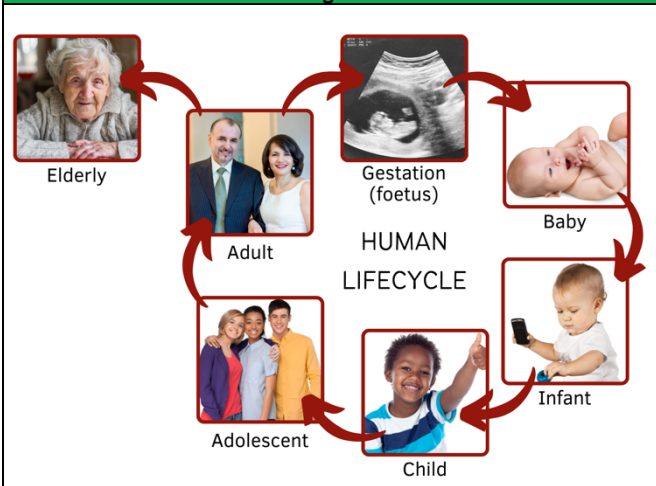 Elderly
Gestation
(foetus)
Baby
Adult
HUMAN
LIFECYCLE
Infant
Adolescent
Child